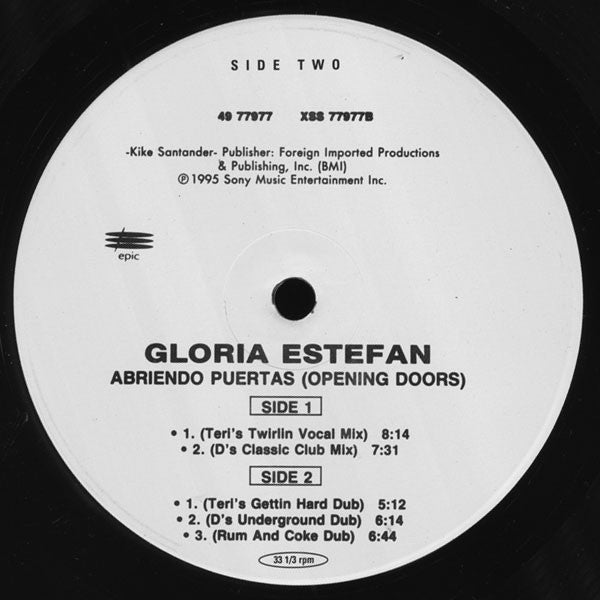 SIDE TWO
49 77977 XSS 77977B
-Kike Santander- Publisher: Foreign Imported Productions
& Publishing, Inc. (BMI)
℗ 1995 Sony Music Entertainment Inc.
epic
GLORIA ESTEFAN
ABRIENDO PUERTAS (OPENING DOORS)
SIDE 1
• 1. (Teri's Twirlin Vocal Mix) 8:14
• 2. (D's Classic Club Mix) 7:31
SIDE 2
• 1. (Teri's Gettin Hard Dub) 5:12
• 2. (D's Underground Dub) 6:14
• 3. (Rum And Coke Dub) 6:44
33 1/3 rpm